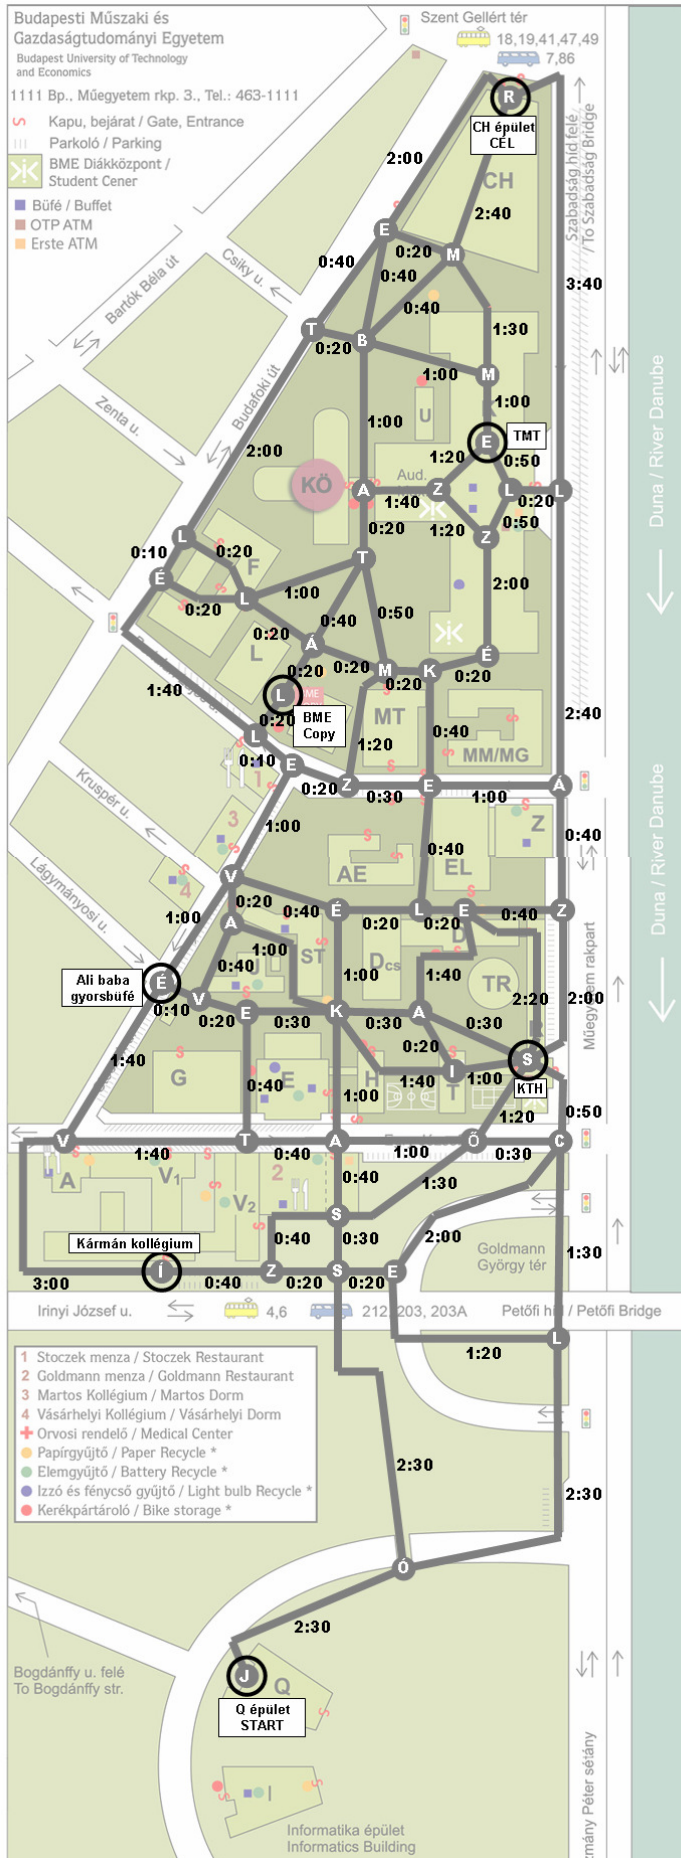 Budapesti Műszaki és
Gazdaságtudományi Egyetem
Budapest University of Technology
and Economics
1111 Bp., Műegyetem rkp. 3., Tel.: 463-1111
Kapu, bejárat / Gate, Entrance
Parkoló / Parking
BME Diákközpont /
Student Cener
Büfé / Buffet
OTP ATM
Erste ATM
Szent Gellért tér
18,19,41,47,49
7,86
R
CH épület
CÉL
CH
Szabadság híd felé
/ To Szabadság Bridge
2:00
2:40
3:40
E
0:20
M
0:40
0:40
0:40
Csiky u.
Bartók Béla út
T
0:20
B
1:30
1:00
M
Budafoki út
Zenta u.
2:00
1:00
U
K
1:00
E
TMT
1:20
0:50
KÖ
Aud.
A
1:40
Z
L
0:20
L
0:20
1:20
0:50
Z
L
0:10
0:20
F
T
É
0:20
L
1:00
0:40
0:50
2:00
0:20
Á
L
0:20
0:20
M
0:20
K
0:20
É
1:40
L
BME
Copy
0:20
MT
1:20
0:40
MM/MG
2:40
L
0:10
E
1
0:20
Z
0:30
E
1:00
A
Duna / River Danube
Kruspér u.
3
1:00
Z
0:40
AE
0:40
EL
4
V
Lágymányosi u.
1:00
0:20
0:40
É
0:20
L
0:20
E
0:40
Z
A
1:00
ST
D
Dcs
1:40
TR
Duna / River Danube
Műegyetem rakpart
Ali baba
gyorsbüfé
É
0:40
J
1:00
2:20
2:00
0:10
V
0:20
E
0:30
K
0:30
A
0:30
R
1:40
G
0:40
E
0:20
S
KTH
H
1:40
I
1:00
T
1:00
1:20
0:50
V
1:40
T
0:40
A
1:00
Ö
0:30
C
A
V1
V2
2
0:40
1:30
S
Kármán kollégium
0:40
0:30
2:00
Goldmann
György tér
1:30
Í
3:00
0:40
Z
0:20
S
0:20
E
Irinyi József u.
4,6
212, 203, 203A
Petőfi híd / Petőfi Bridge
1:20
L
1 Stoczek menza / Stoczek Restaurant
2 Goldmann menza / Goldmann Restaurant
3 Martos Kollégium / Martos Dorm
4 Vásárhelyi Kollégium / Vásárhelyi Dorm
Orvosi rendelő / Medical Center
Papírgyűjtő / Paper Recycle *
Elemgyűjtő / Battery Recycle *
Izzó és fénycső gyűjtő / Light bulb Recycle *
Kerékpártároló / Bike storage *
2:30
2:30
Ó
2:30
Bogdánffy u. felé
To Bogdánffy str.
J
Q
Q épület
START
I
Informatika épület
Informatics Building
mány Péter sétány